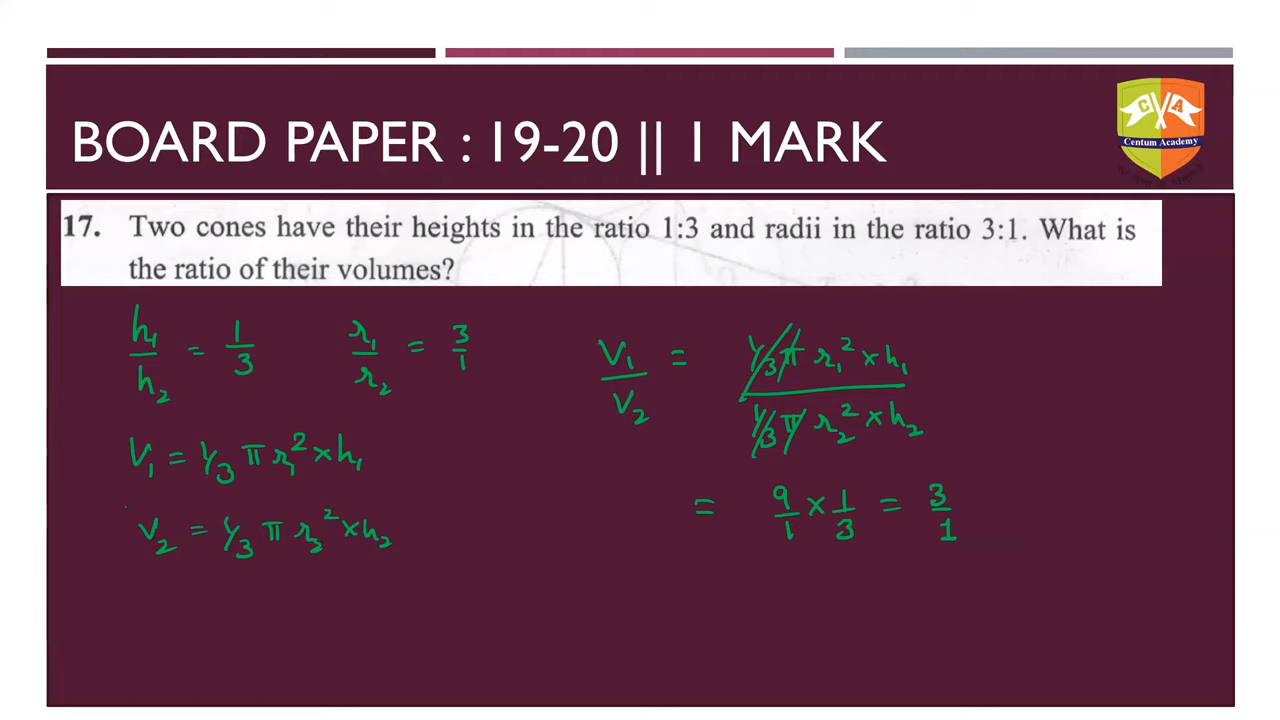 BOARD PAPER : 19-20 || 1 MARK
C A
Centum Academy
17. Two cones have their heights in the ratio 1:3 and radii in the ratio 3:1. What is
the ratio of their volumes?
h₁/h₂ = 1/3 r₁/r₂ = 3/1
V₁ = 1/3 π r₁² × h₁
V₂ = 1/3 π r₂² × h₂
V₁/V₂ = 1/3 π r₁² × h₁ / 1/3 π r₂² × h₂
= 9/1 × 1/3 = 3/1